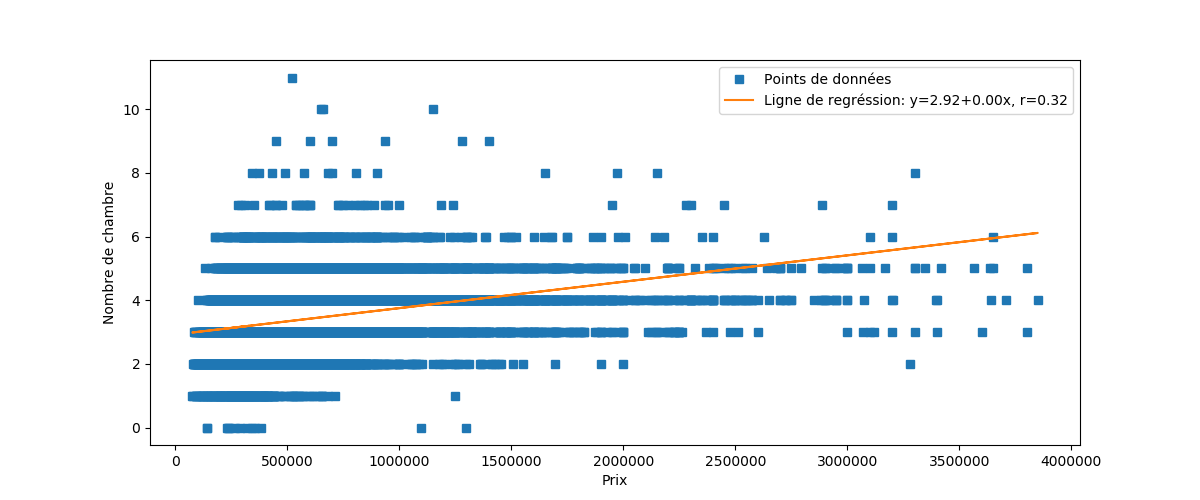 Points de données
Ligne de regréssion: y=2.92+0.00x, r=0.32
Nombre de chambre
10
8
6
4
2
0
0 500000 1000000 1500000 2000000 2500000 3000000 3500000 4000000
Prix